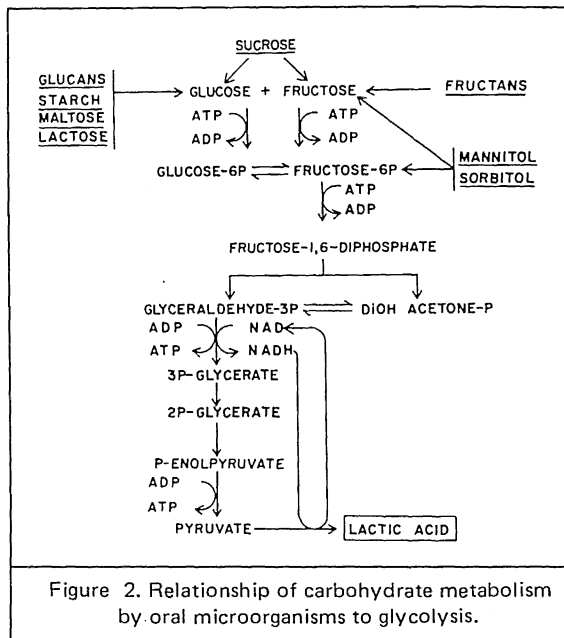 SUCROSE
GLUCANS
STARCH
MALTOSE
LACTOSE
GLUCOSE + FRUCTOSE
FRUCTANS
ATP ATP
ADP ADP
MANNITOL
SORBITOL
GLUCOSE-6P FRUCTOSE-6P
ATP
ADP
FRUCTOSE-1,6-DIPHOSPHATE
GLYCERALDEHYDE-3P DiOH ACETONE-P
ADP NAD
ATP NADH
3P-GLYCERATE
2P-GLYCERATE
P-ENOLPYRUVATE
ADP
ATP
PYRUVATE LACTIC ACID
Figure 2. Relationship of carbohydrate metabolism
by oral microorganisms to glycolysis.